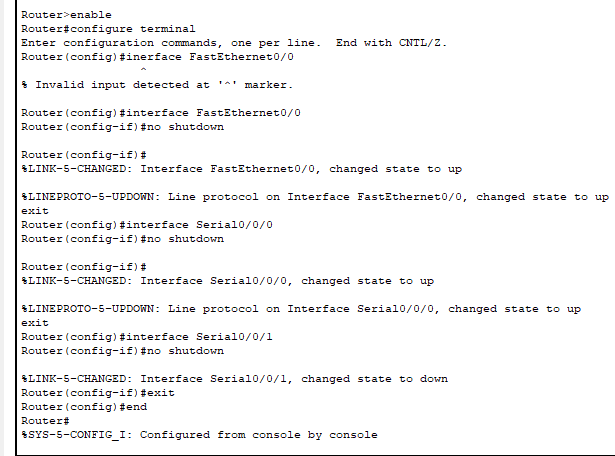 Router>enable
Router#configure terminal
Enter configuration commands, one per line.  End with CNTL/Z.
Router(config)#inerface FastEthernet0/0
                 ^
% Invalid input detected at '^' marker.
Router(config)#interface FastEthernet0/0
Router(config-if)#no shutdown
Router(config-if)#
%LINK-5-CHANGED: Interface FastEthernet0/0, changed state to up
%LINEPROTO-5-UPDOWN: Line protocol on Interface FastEthernet0/0, changed state to up
exit
Router(config)#interface Serial0/0/0
Router(config-if)#no shutdown
Router(config-if)#
%LINK-5-CHANGED: Interface Serial0/0/0, changed state to up
%LINEPROTO-5-UPDOWN: Line protocol on Interface Serial0/0/0, changed state to up
exit
Router(config)#interface Serial0/0/1
Router(config-if)#no shutdown
%LINK-5-CHANGED: Interface Serial0/0/1, changed state to down
Router(config-if)#exit
Router(config)#end
Router#
%SYS-5-CONFIG_I: Configured from console by console